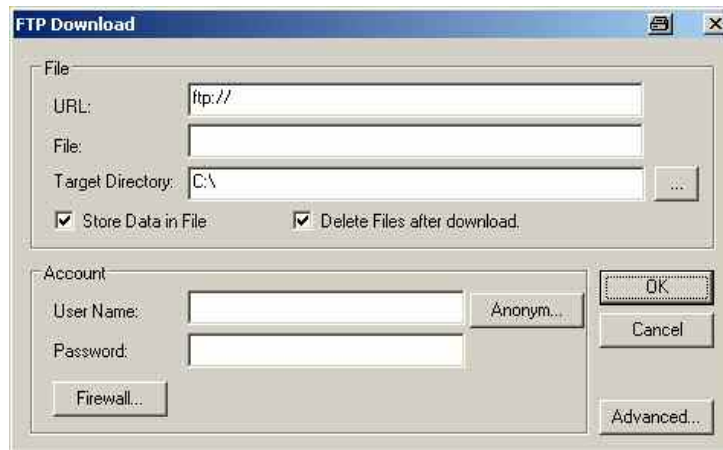 FTP Download
File
URL: ftp://
File:
Target Directory: C:\ ...
Store Data in File Delete Files after download.
Account
User Name: Anonym...
Password:
Firewall...
OK
Cancel
Advanced...